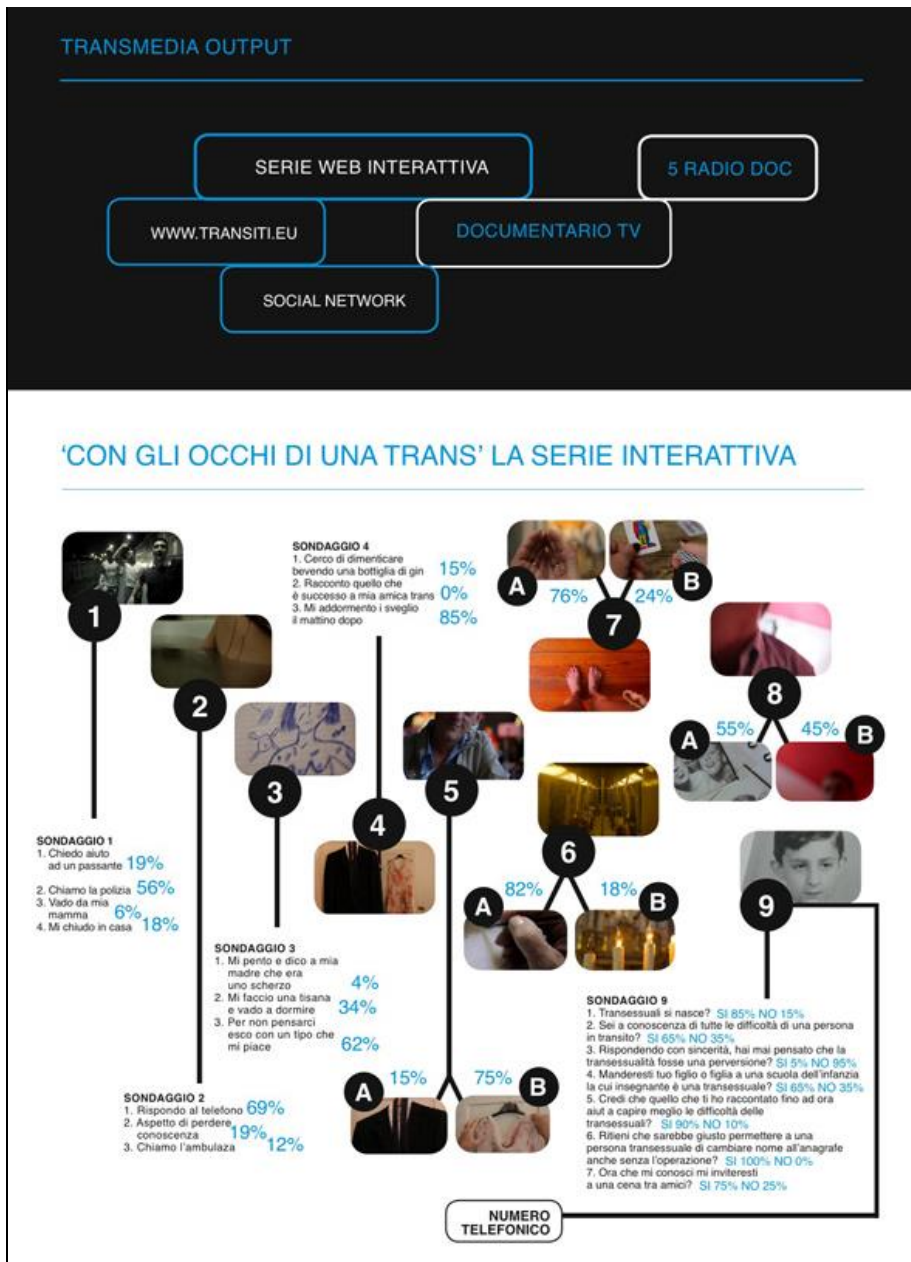 TRANSMEDIA OUTPUT
SERIE WEB INTERATTIVA
5 RADIO DOC
WWW.TRANSITI.EU
DOCUMENTARIO TV
SOCIAL NETWORK
'CON GLI OCCHI DI UNA TRANS' LA SERIE INTERATTIVA
1
SONDAGGIO 1
1. Chiedo aiuto
ad un passante 19%
2. Chiamo la polizia 56%
3. Vado da mia
mamma 6%
4. Mi chiudo in casa 18%
2
SONDAGGIO 2
1. Rispondo al telefono 69%
2. Aspetto di perdere
conoscenza 19%
3. Chiamo l'ambulaza 12%
3
SONDAGGIO 3
1. Mi pento e dico a mia
madre che era
uno scherzo 4%
2. Mi faccio una tisana
e vado a dormire 34%
3. Per non pensarci
esco con un tipo che
mi piace 62%
SONDAGGIO 4
1. Cerco di dimenticare
bevendo una bottiglia di gin 15%
2. Racconto quello che
è successo a mia amica trans 0%
3. Mi addormento i sveglio
il mattino dopo 85%
4
5
A 15% 75% B
6
82% 18%
A B
A B
76% 24%
7
8
55% 45%
A B
9
SONDAGGIO 9
1. Transessuali si nasce? SI 85% NO 15%
2. Sei a conoscenza di tutte le difficoltà di una persona
in transito? SI 65% NO 35%
3. Rispondendo con sincerità, hai mai pensato che la
transessualità fosse una perversione? SI 5% NO 95%
4. Manderesti tuo figlio o figlia a una scuola dell'infanzia
la cui insegnante è una transessuale? SI 65% NO 35%
5. Credi che quello che ti ho raccontato fino ad ora
aiut a capire meglio le difficoltà delle
transessuali? SI 90% NO 10%
6. Ritieni che sarebbe giusto permettere a una
persona transessuale di cambiare nome all'anagrafe
anche senza l'operazione? SI 100% NO 0%
7. Ora che mi conosci mi inviteresti
a una cena tra amici? SI 75% NO 25%
NUMERO
TELEFONICO